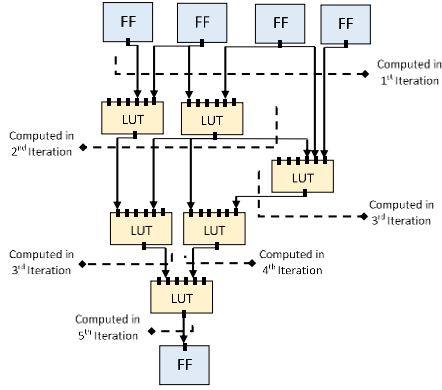 FF FF FF FF
Computed in
1st Iteration
LUT LUT
Computed in
2nd Iteration
LUT
Computed in
3rd Iteration
LUT LUT
Computed in
3rd Iteration
Computed in
4th Iteration
LUT
Computed in
5th Iteration
FF